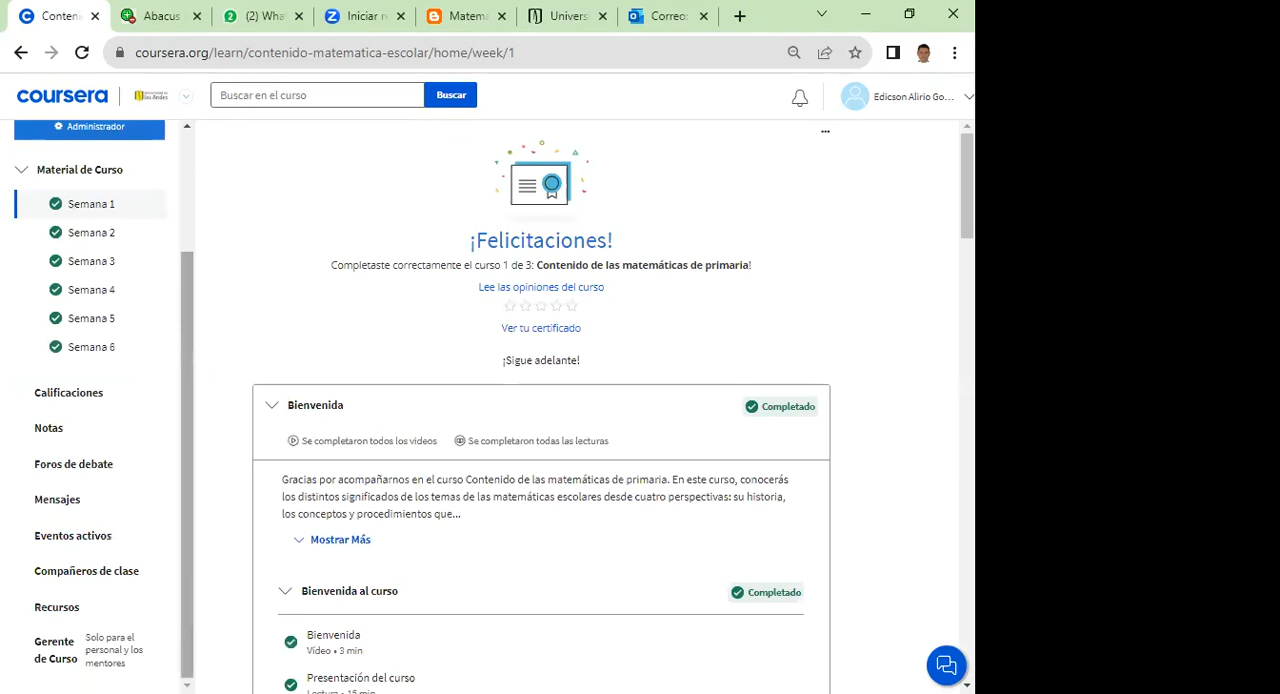 Conteni
Abacus
(2) Wha
Iniciar r
Matema
Univers
Correo:
coursera.org/learn/contenido-matematica-escolar/home/week/1
coursera
Buscar en el curso
Buscar
Edicson Alirio Go...
Administrador
Material de Curso
Semana 1
Semana 2
Semana 3
Semana 4
Semana 5
Semana 6
Calificaciones
Notas
Foros de debate
Mensajes
Eventos activos
Compañeros de clase
Recursos
Gerente de Curso
Solo para el
personal y los
mentores
¡Felicitaciones!
Completaste correctamente el curso 1 de 3: Contenido de las matemáticas de primaria!
Lee las opiniones del curso
Ver tu certificado
¡Sigue adelante!
Bienvenida
Completado
Se completaron todos los videos
Se completaron todas las lecturas
Gracias por acompañarnos en el curso Contenido de las matemáticas de primaria. En este curso, conocerás
los distintos significados de los temas de las matemáticas escolares desde cuatro perspectivas: su historia,
los conceptos y procedimientos que...
Mostrar Más
Bienvenida al curso
Completado
Bienvenida
Vídeo • 3 min
Presentación del curso
Lectura • 15 min